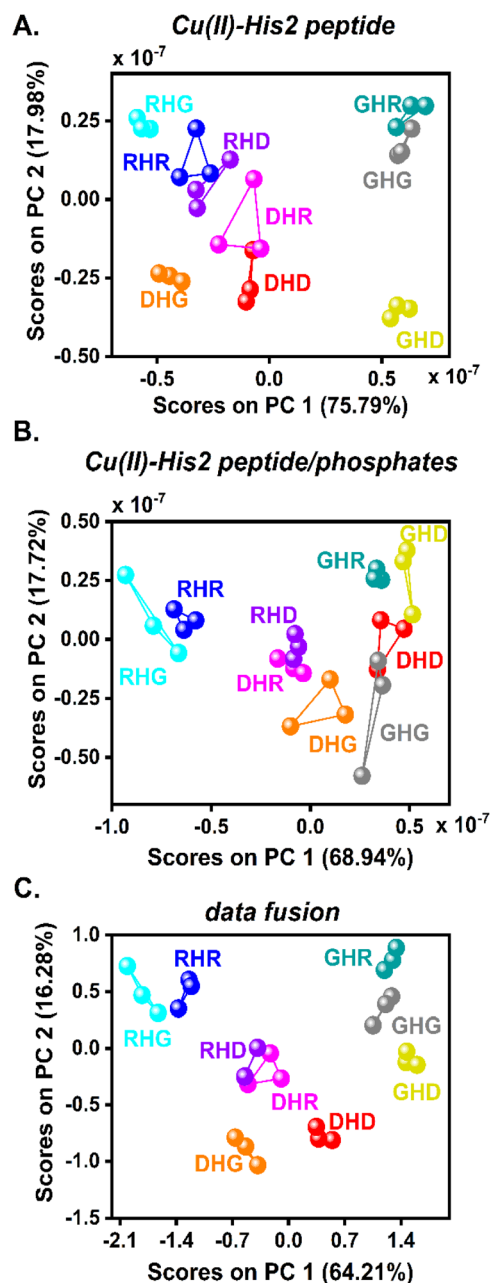 A.
Cu(II)-His2 peptide
x 10⁻⁷
Scores on PC 2 (17.98%)
0.25
0.00
-0.25
-0.50
RHG
RHR
RHD
DHR
DHG
DHD
GHR
GHG
GHD
-0.5 0.0 0.5 x 10⁻⁷
Scores on PC 1 (75.79%)
B.
Cu(II)-His2 peptide/phosphates
x 10⁻⁷
Scores on PC 2 (17.72%)
0.50
0.25
0.00
-0.25
-0.50
GHD
GHR
RHR
RHD
RHG
DHR
DHD
DHG
GHG
-1.0 -0.5 0.0 0.5 x 10⁻⁷
Scores on PC 1 (68.94%)
C.
data fusion
Scores on PC 2 (16.28%)
1.0
0.5
0.0
-0.5
-1.0
-1.5
RHR
GHR
RHG
GHG
RHD
DHR
GHD
DHD
DHG
-2.1 -1.4 -0.7 0.0 0.7 1.4
Scores on PC 1 (64.21%)